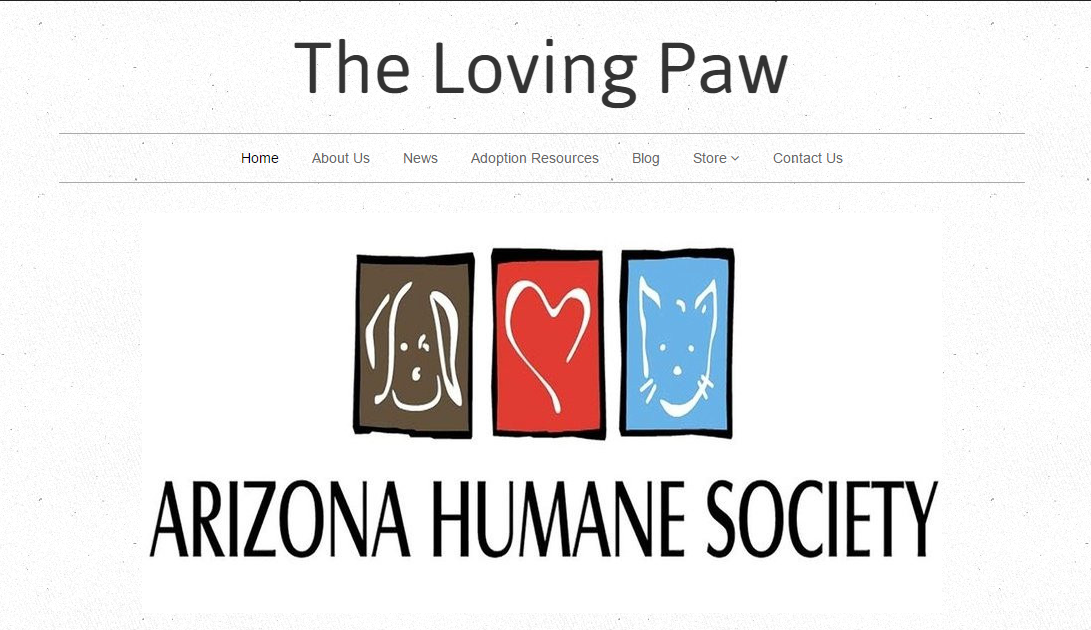 The Loving Paw
Home About Us News Adoption Resources Blog Store Contact Us
ARIZONA HUMANE SOCIETY